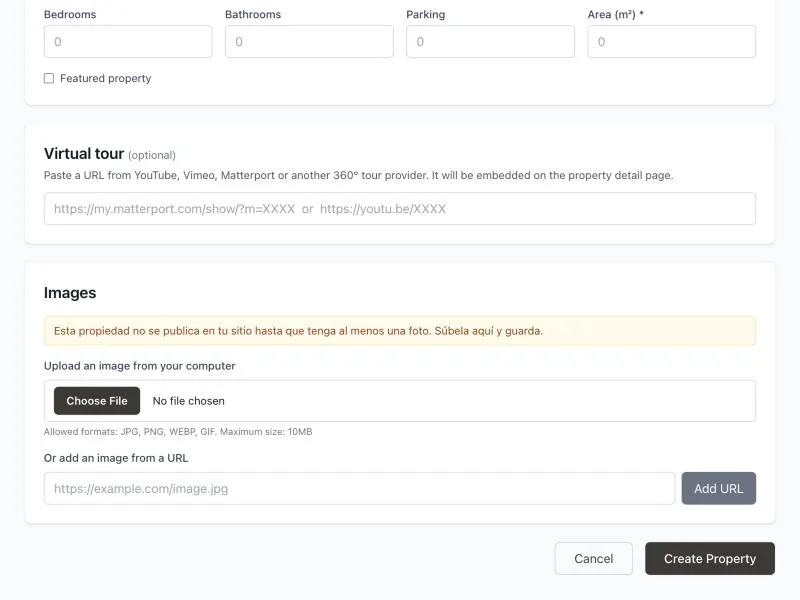 Bedrooms Bathrooms Parking Area (m²) *
0 0 0 0
Featured property
Virtual tour (optional)
Paste a URL from YouTube, Vimeo, Matterport or another 360° tour provider. It will be embedded on the property detail page.
https://my.matterport.com/show/?m=XXXX or https://youtu.be/XXXX
Images
Esta propiedad no se publica en tu sitio hasta que tenga al menos una foto. Súbela aquí y guarda.
Upload an image from your computer
Choose File No file chosen
Allowed formats: JPG, PNG, WEBP, GIF. Maximum size: 10MB
Or add an image from a URL
https://example.com/image.jpg Add URL
Cancel Create Property